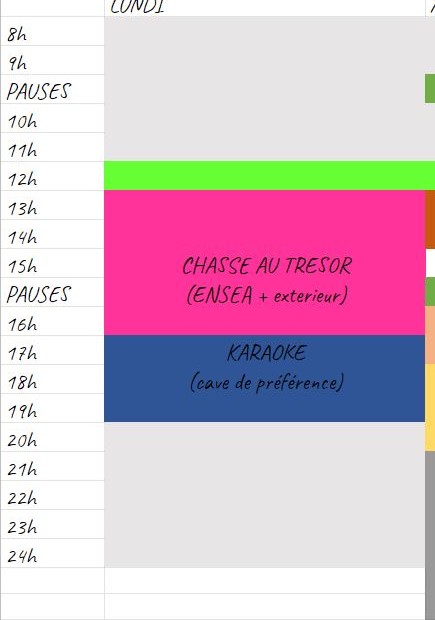 LUNDI
8h
9h
PAUSES
10h
11h
12h
13h
14h
15h
CHASSE AU TRESOR
PAUSES
(ENSEA + exterieur)
16h
17h
KARAOKE
18h
(cave de préférence)
19h
20h
21h
22h
23h
24h